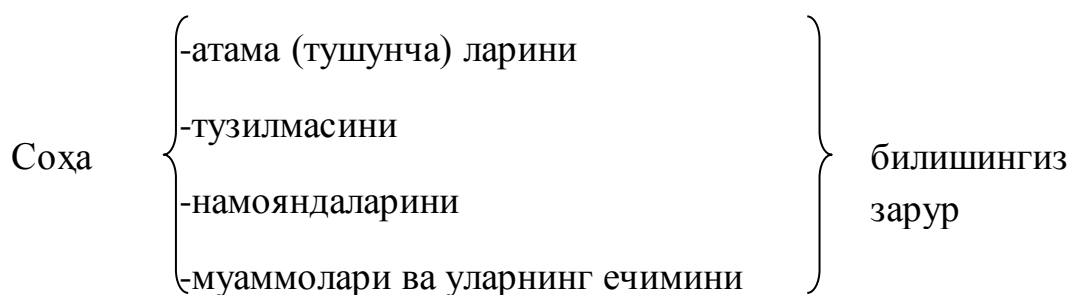 -атама (тушунча) ларини
-тузилмасини
Соҳа
билишингиз
-намояндаларини
зарур
-муаммолари ва уларнинг ечимини